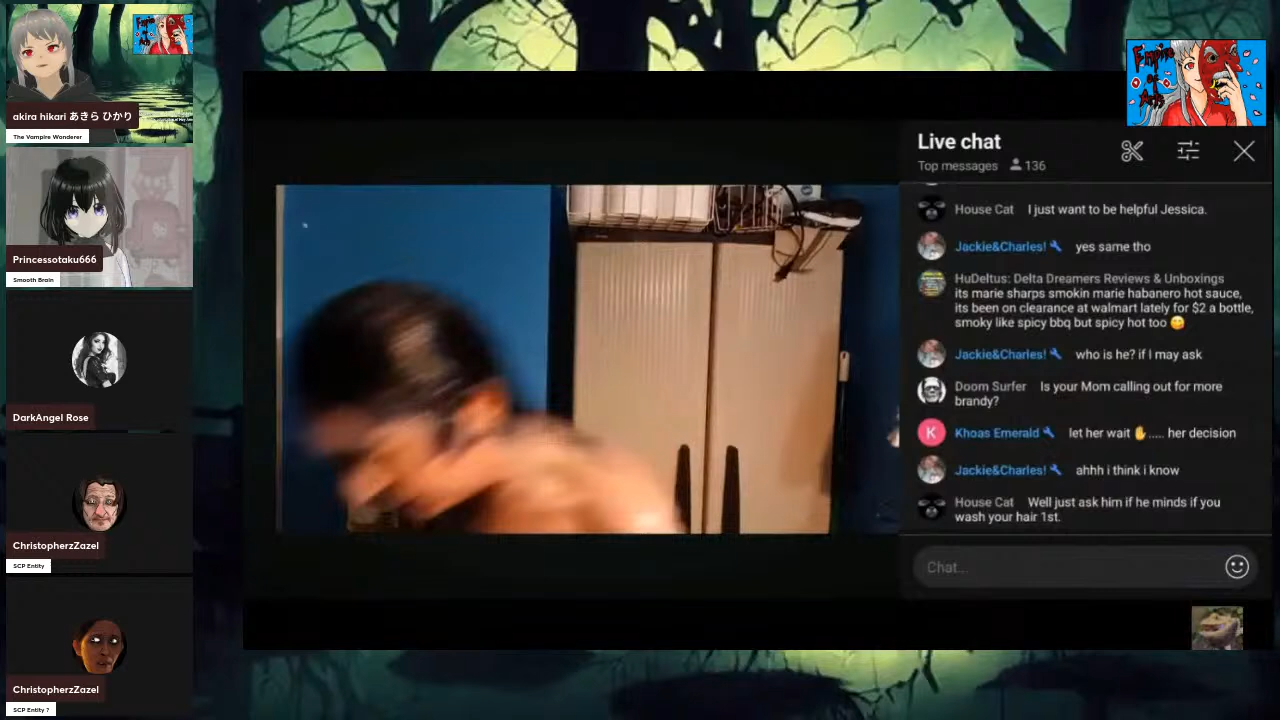 akira hikari あきら ひかり
The Vampire Wonderer
Princessotaku666
Smooth Brain
DarkAngel Rose
ChristopherzZazel
SCP Entity
ChristopherzZazel
SCP Entity ?
Empire
of
Arts
Live chat
Top messages 136
House Cat I just want to be helpful Jessica.
Jackie&Charles! yes same tho
HuDeltus: Delta Dreamers Reviews & Unboxings
its marie sharps smokin marie habanero hot sauce,
its been on clearance at walmart lately for $2 a bottle,
smoky like spicy bbq but spicy hot too 😋
Jackie&Charles! who is he? if I may ask
Doom Surfer Is your Mom calling out for more
brandy?
K Khoas Emerald let her wait ✋..... her decision
Jackie&Charles! ahhh i think i know
House Cat Well just ask him if he minds if you
wash your hair 1st.
Chat...